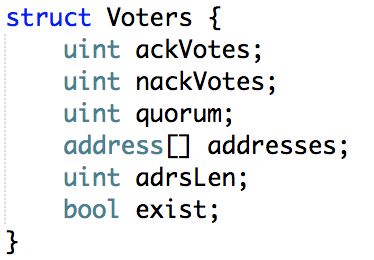 struct Voters {
    uint ackVotes;
    uint nackVotes;
    uint quorum;
    address[] addresses;
    uint adrsLen;
    bool exist;
}